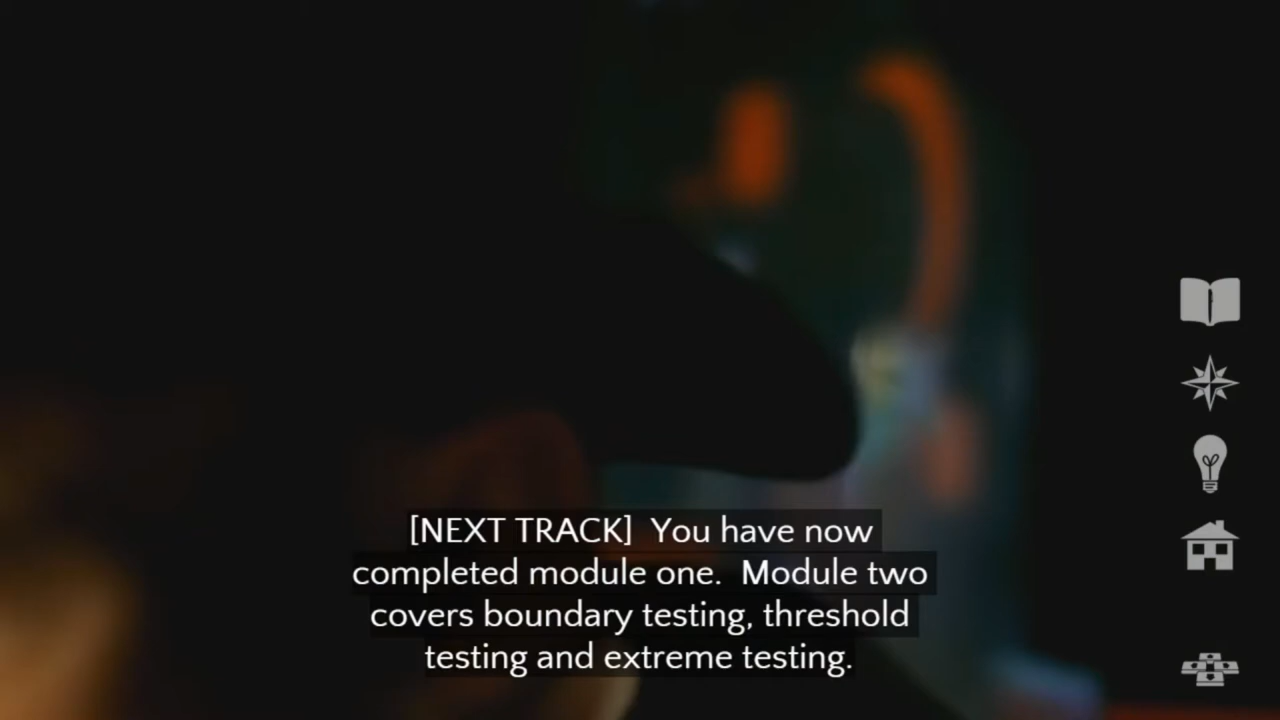 [NEXT TRACK]  You have now
completed module one.  Module two
covers boundary testing, threshold
testing and extreme testing.